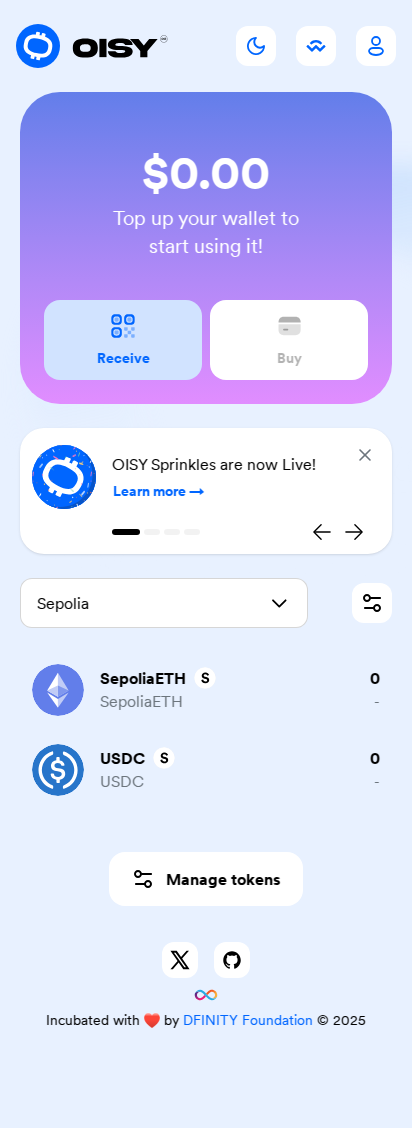 OISY
$0.00
Top up your wallet to
start using it!
Receive
Buy
OISY Sprinkles are now Live!
Learn more
Sepolia
SepoliaETH S
0
SepoliaETH
-
USDC S
0
USDC
-
Manage tokens
Incubated with ❤️ by DFINITY Foundation © 2025